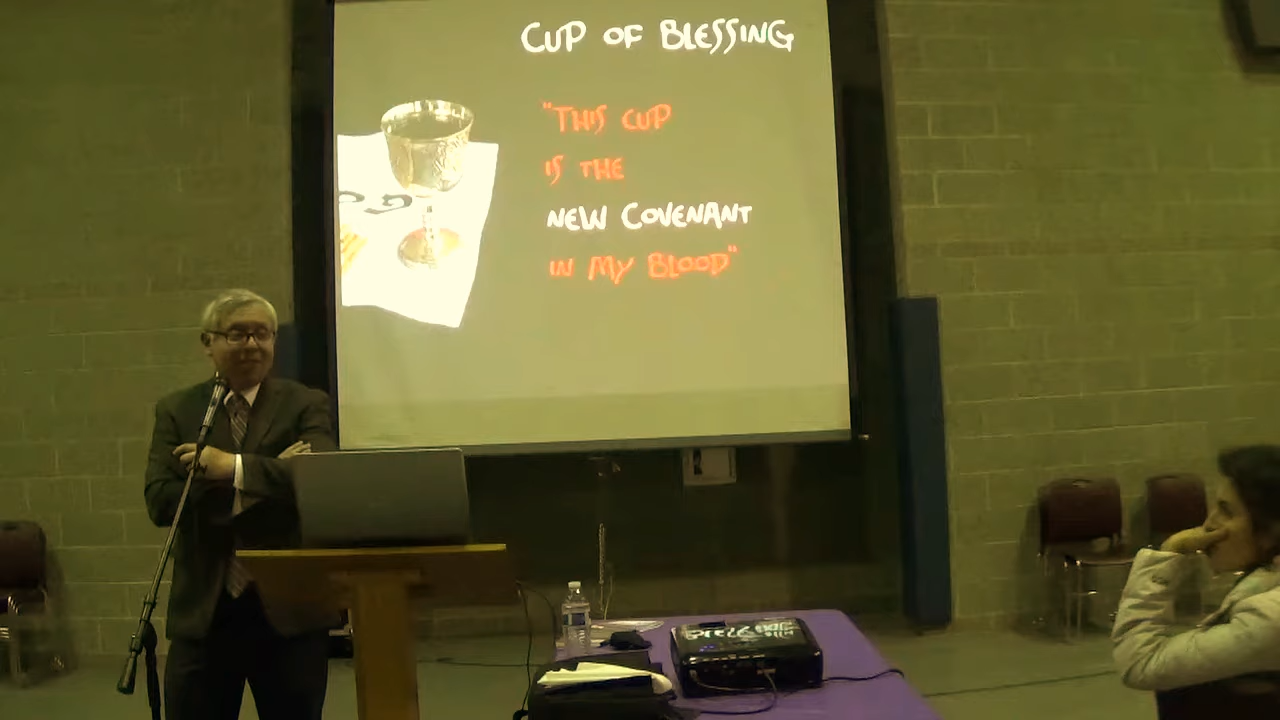 CUP OF BLESSING
"THIS CUP
IS THE
NEW COVENANT
IN MY BLOOD"